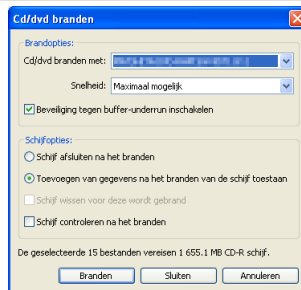 Cd/dvd branden
Brandopties:
Cd/dvd branden met:
Snelheid: Maximaal mogelijk
Beveiliging tegen buffer-underrun inschakelen
Schijfopties:
Schijf afsluiten na het branden
Toevoegen van gegevens na het branden van de schijf toestaan
Schijf wissen voor deze wordt gebrand
Schijf controleren na het branden
De geselecteerde 15 bestanden vereisen 1 655.1 MB CD-R schijf.
Branden Sluiten Annuleren